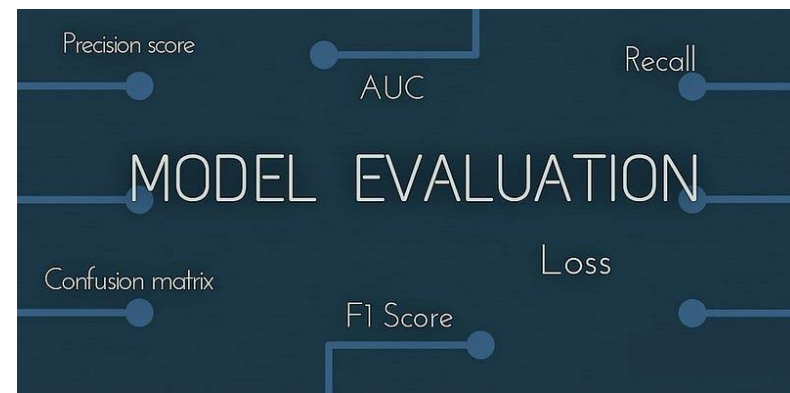 Precision score
AUC
Recall
MODEL EVALUATION
Loss
Confusion matrix
F1 Score